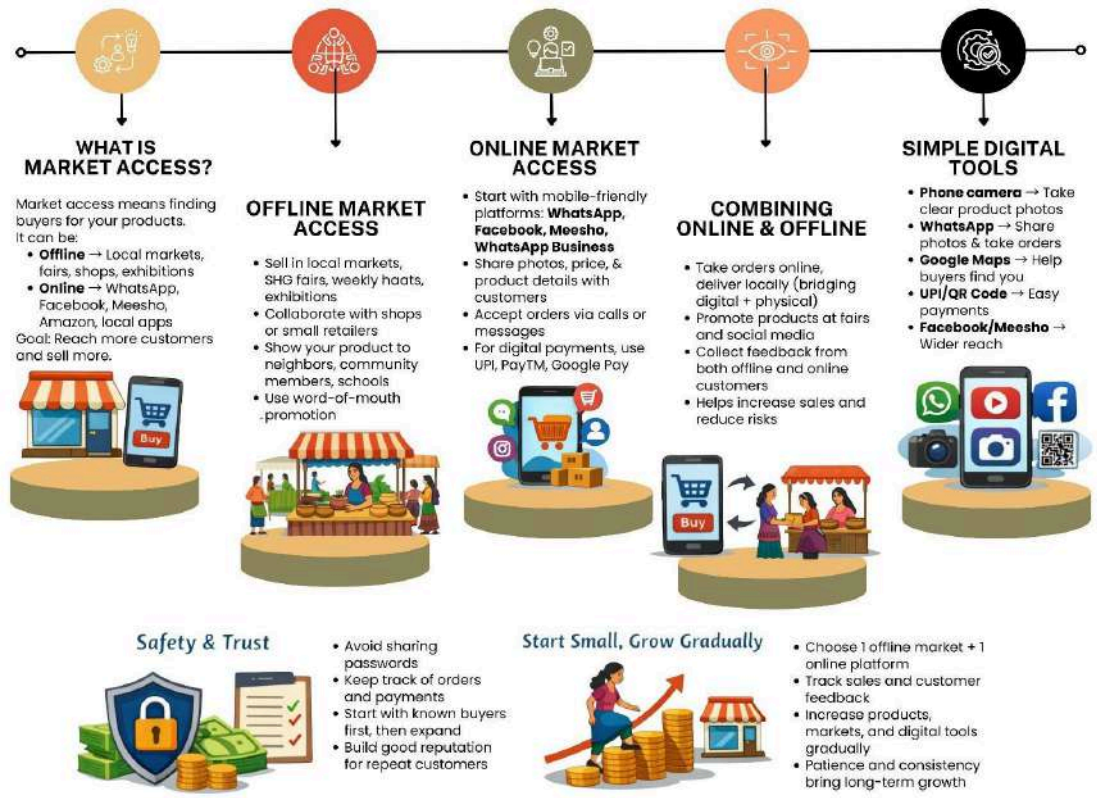 WHAT IS
MARKET ACCESS?
Market access means finding
buyers for your products.
It can be:
• Offline → Local markets,
fairs, shops, exhibitions
• Online → WhatsApp,
Facebook, Meesho,
Amazon, local apps
Goal: Reach more customers
and sell more.
Buy
OFFLINE MARKET
ACCESS
• Sell in local markets,
SHG fairs, weekly haats,
exhibitions
• Collaborate with shops
or small retailers
• Show your product to
neighbors, community
members, schools
• Use word-of-mouth
promotion
ONLINE MARKET
ACCESS
• Start with mobile-friendly
platforms: WhatsApp,
Facebook, Meesho,
WhatsApp Business
• Share photos, price, &
product details with
customers
• Accept orders via calls or
messages
• For digital payments, use
UPI, PayTM, Google Pay
COMBINING
ONLINE & OFFLINE
• Take orders online,
deliver locally (bridging
digital + physical)
• Promote products at fairs
and social media
• Collect feedback from
both offline and online
customers
• Helps increase sales and
reduce risks
Buy
SIMPLE DIGITAL
TOOLS
• Phone camera → Take
clear product photos
• WhatsApp → Share
photos & take orders
• Google Maps → Help
buyers find you
• UPI/QR Code → Easy
payments
• Facebook/Meesho →
Wider reach
Safety & Trust
• Avoid sharing
passwords
• Keep track of orders
and payments
• Start with known buyers
first, then expand
• Build good reputation
for repeat customers
Start Small, Grow Gradually
• Choose 1 offline market + 1
online platform
• Track sales and customer
feedback
• Increase products,
markets, and digital tools
gradually
• Patience and consistency
bring long-term growth